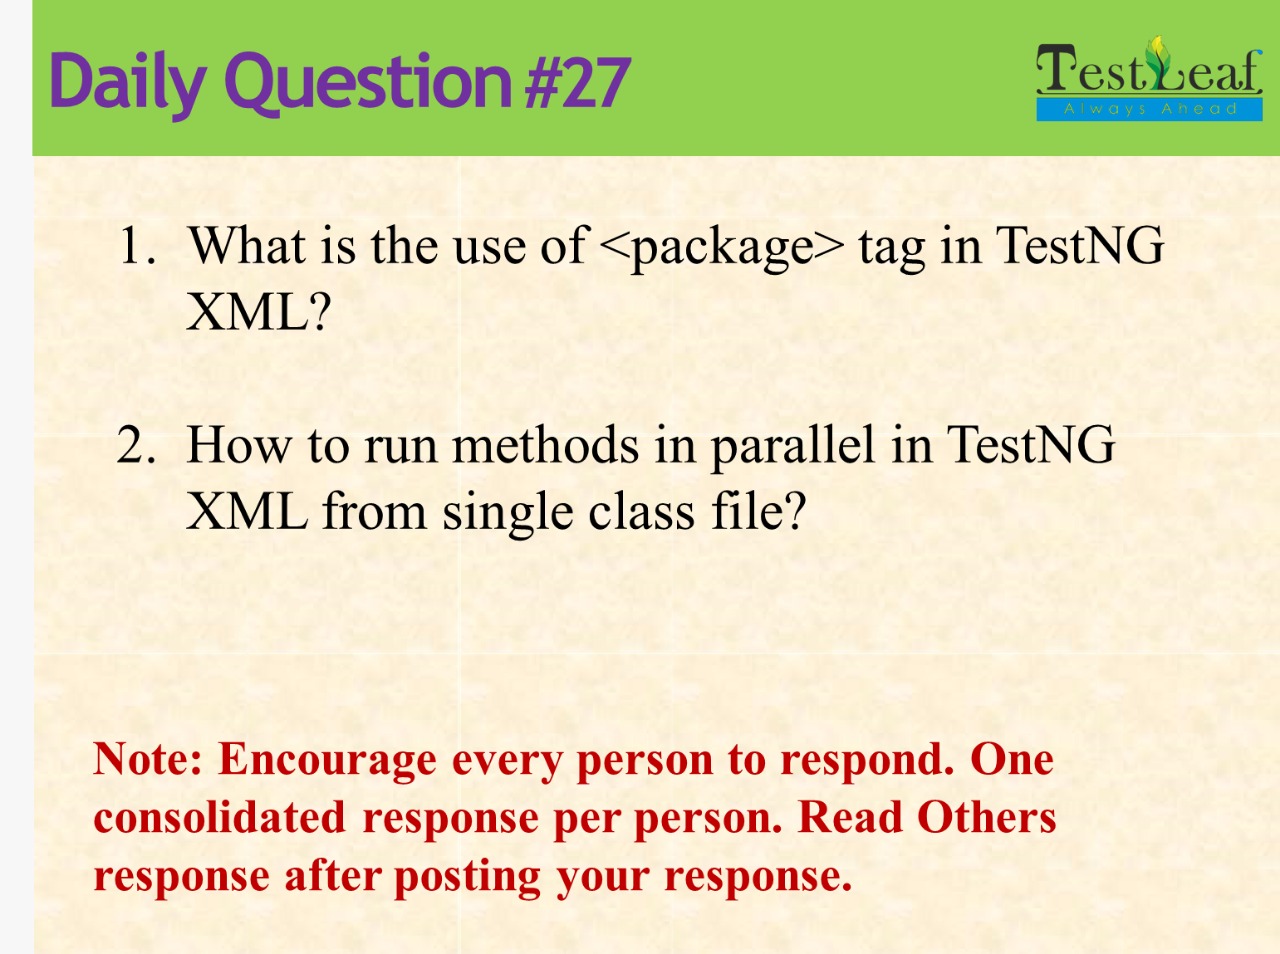 Daily Question #27
TestLeaf
Always Ahead
1. What is the use of <package> tag in TestNG
XML?
2. How to run methods in parallel in TestNG
XML from single class file?
Note: Encourage every person to respond. One
consolidated response per person. Read Others
response after posting your response.